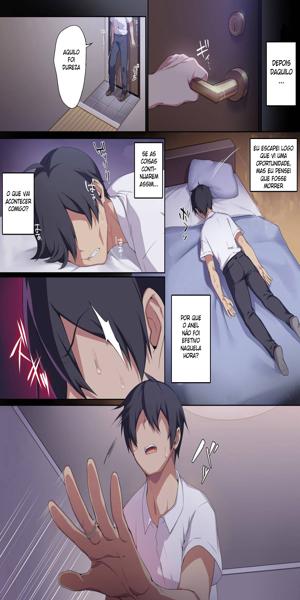 DEPOIS
DAQUILO
...
AQUILO
FOI
DUREZA
EU ESCAPEI LOGO
QUE VI UMA
OPORTUNIDADE,
MAS EU PENSEI
QUE FOSSE
MORRER
SE AS
COISAS
CONTI-
NUAREM
ASSIM...
O QUE VAI
ACONTECER
COMIGO?
POR QUE
O ANEL
NÃO FOI
EFETIVO
NAQUELA
HORA?